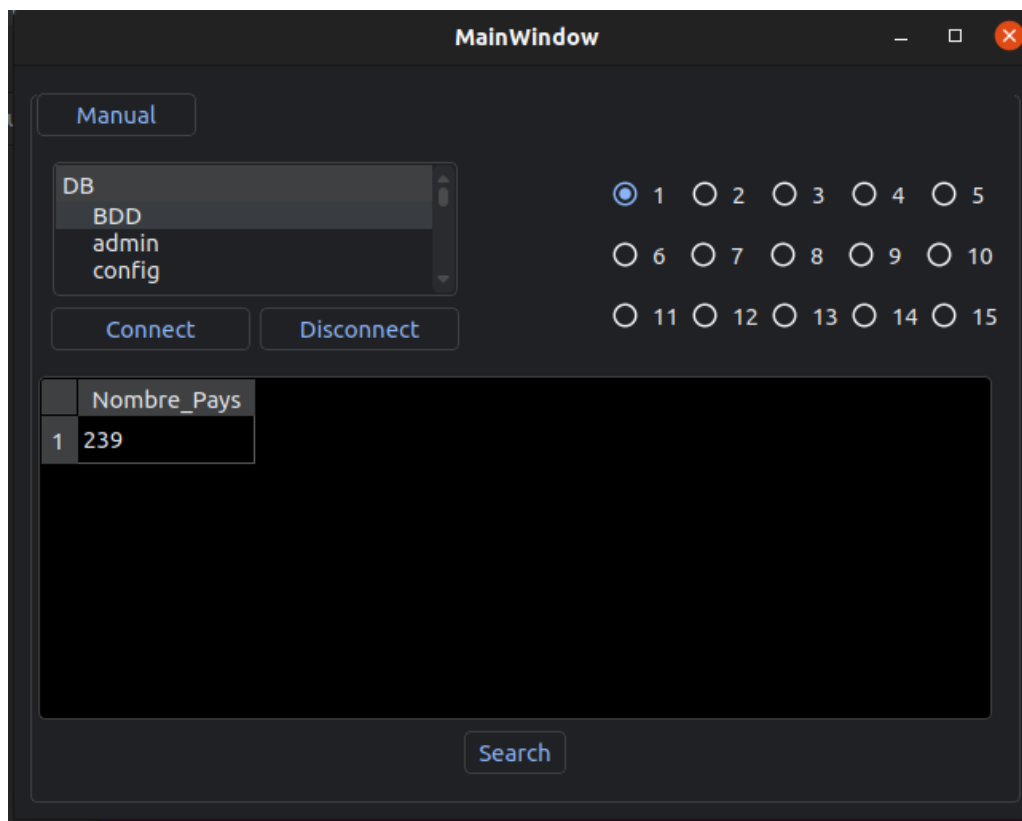 MainWindow
Manual
DB
BDD
admin
config
Connect Disconnect
1 2 3 4 5
6 7 8 9 10
11 12 13 14 15
Nombre_Pays
1 239
Search